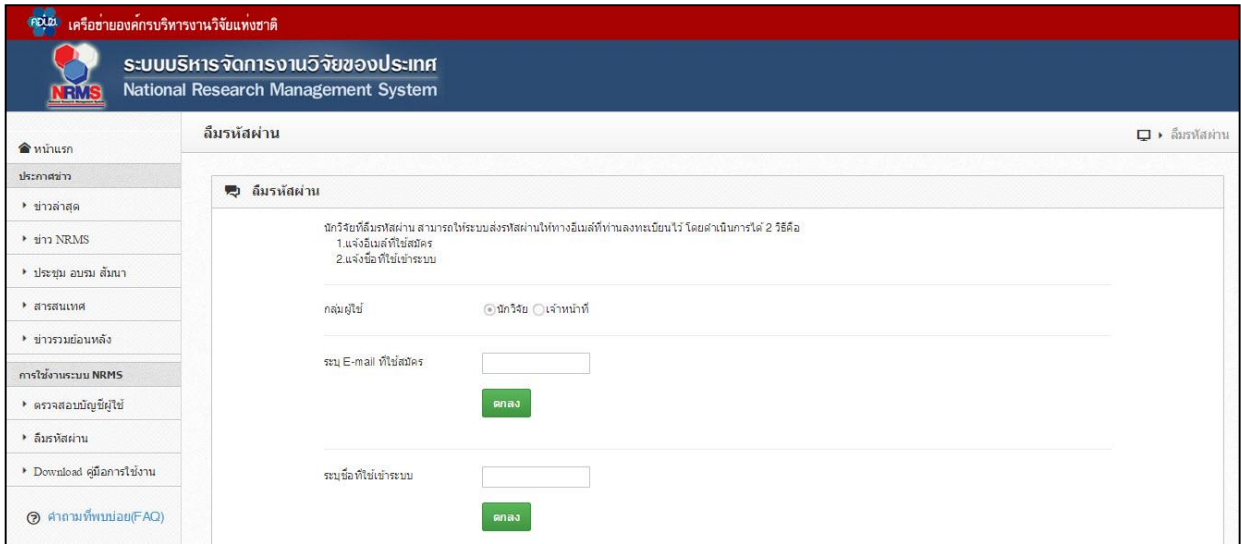 คอบช. เครือข่ายองค์กรบริหารงานวิจัยแห่งชาติ
NRMS
ระบบบริหารจัดการงานวิจัยของประเทศ
National Research Management System
ลืมรหัสผ่าน
ลืมรหัสผ่าน
หน้าแรก
ประกาศข่าว
ข่าวล่าสุด
ข่าว NRMS
ประชุม อบรม สัมนา
สารสนเทศ
ข่าวรวมย้อนหลัง
การใช้งานระบบ NRMS
ตรวจสอบบัญชีผู้ใช้
ลืมรหัสผ่าน
Download คู่มือการใช้งาน
คำถามที่พบบ่อย(FAQ)
ลืมรหัสผ่าน
นักวิจัยที่ลืมรหัสผ่าน สามารถให้ระบบส่งรหัสผ่านให้ทางอีเมล์ที่ท่านลงทะเบียนไว้ โดยดำเนินการได้ 2 วิธีคือ
1.แจ้งอีเมล์ที่ใช้สมัคร
2.แจ้งชื่อที่ใช้เข้าระบบ
กลุ่มผู้ใช้ นักวิจัย เจ้าหน้าที่
ระบุ E-mail ที่ใช้สมัคร
ตกลง
ระบุชื่อที่ใช้เข้าระบบ
ตกลง